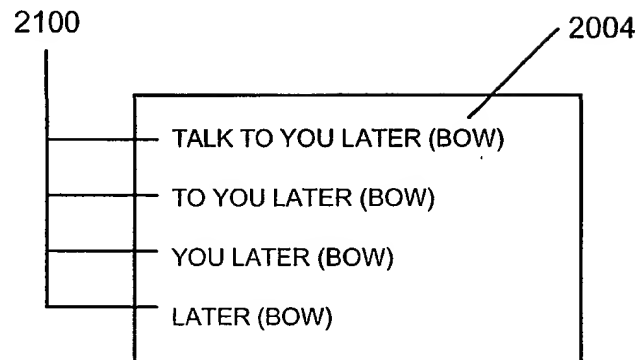 2100
2004
TALK TO YOU LATER (BOW)
TO YOU LATER (BOW)
YOU LATER (BOW)
LATER (BOW)